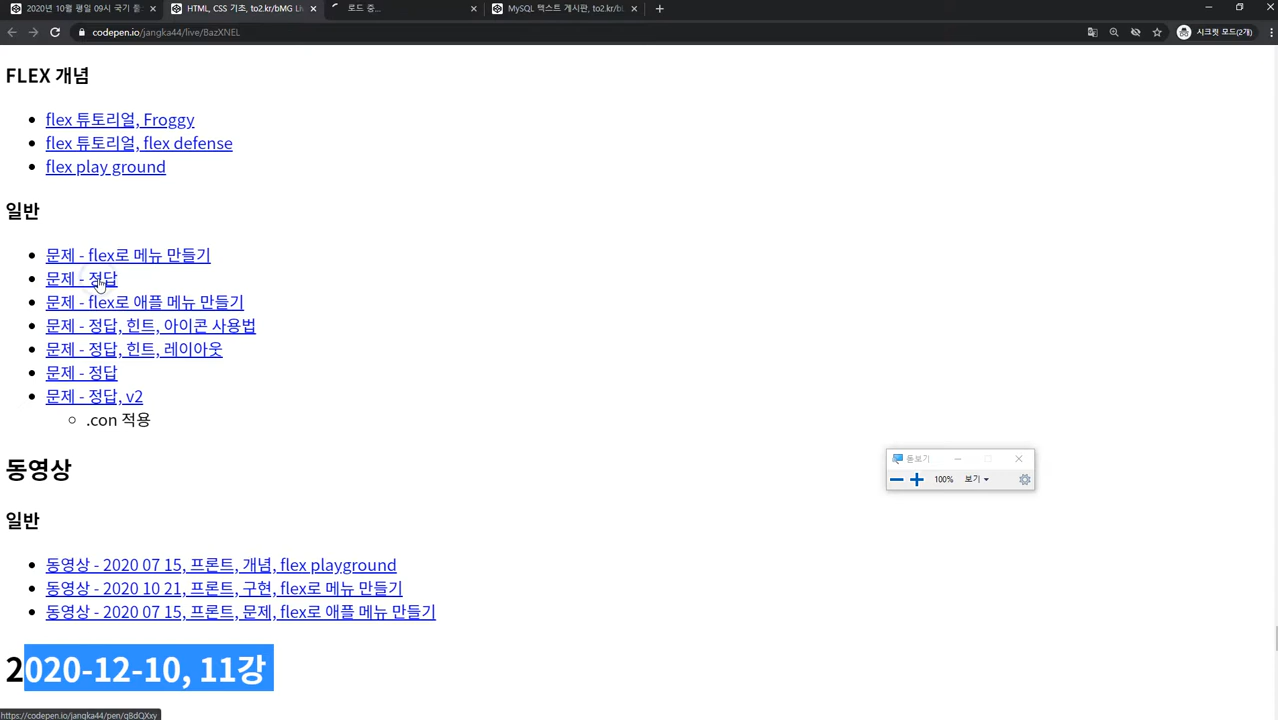 2020년 10월 평일 09시 국기 풀
HTML, CSS 기초, to2.kr/bMG Li
로드 중...
MySQL 텍스트 게시판, to2.kr/b
codepen.io/jangka44/live/BazXNEL
시크릿 모드(2개)
FLEX 개념
flex 튜토리얼, Froggy
flex 튜토리얼, flex defense
flex play ground
일반
문제 - flex로 메뉴 만들기
문제 - 정답
문제 - flex로 애플 메뉴 만들기
문제 - 정답, 힌트, 아이콘 사용법
문제 - 정답, 힌트, 레이아웃
문제 - 정답
문제 - 정답, v2
.con 적용
돋보기
100% 보기
동영상
일반
동영상 - 2020 07 15, 프론트, 개념, flex playground
동영상 - 2020 10 21, 프론트, 구현, flex로 메뉴 만들기
동영상 - 2020 07 15, 프론트, 문제, flex로 애플 메뉴 만들기
2020-12-10, 11강
https://codepen.io/jangka44/pen/qBdQXxy